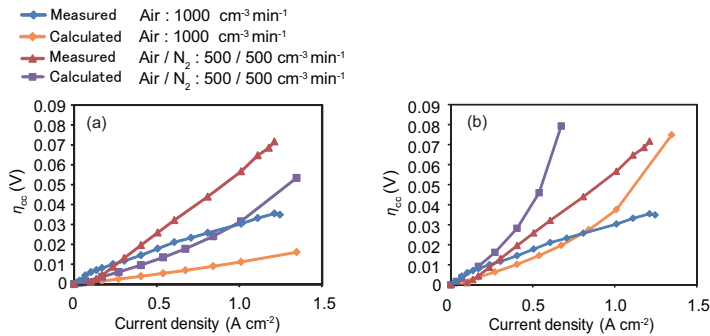 Measured Air : 1000 cm⁻³ min⁻¹
Calculated Air : 1000 cm⁻³ min⁻¹
Measured Air / N₂ : 500 / 500 cm⁻³ min⁻¹
Calculated Air / N₂ : 500 / 500 cm⁻³ min⁻¹
(a)
η_cc (V)
0.09
0.08
0.07
0.06
0.05
0.04
0.03
0.02
0.01
0
0 0.5 1.0 1.5
Current density (A cm⁻²)
(b)
η_cc (V)
0.09
0.08
0.07
0.06
0.05
0.04
0.03
0.02
0.01
0
0 0.5 1.0 1.5
Current density (A cm⁻²)